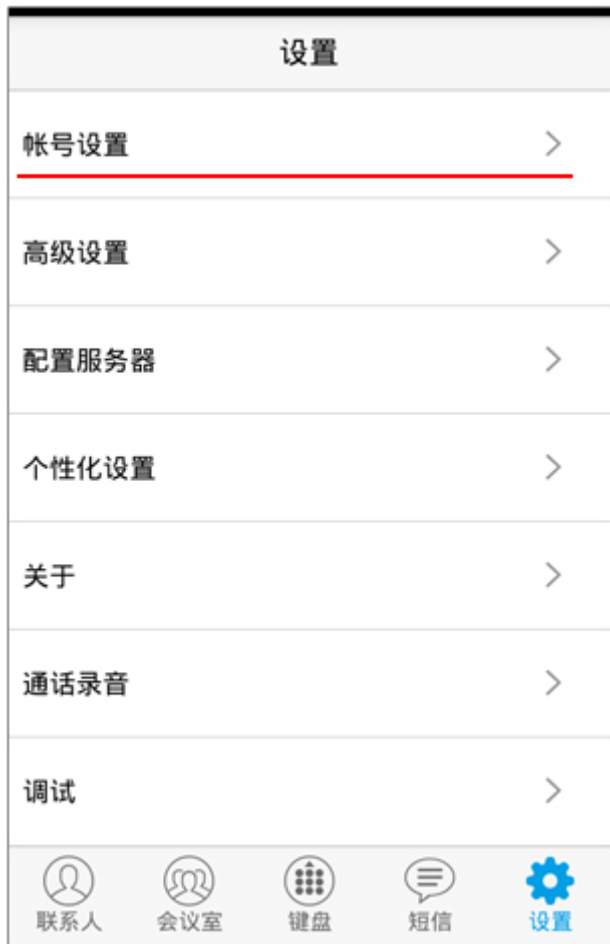 设置
帐号设置
高级设置
配置服务器
个性化设置
关于
通话录音
调试
联系人 会议室 键盘 短信 设置